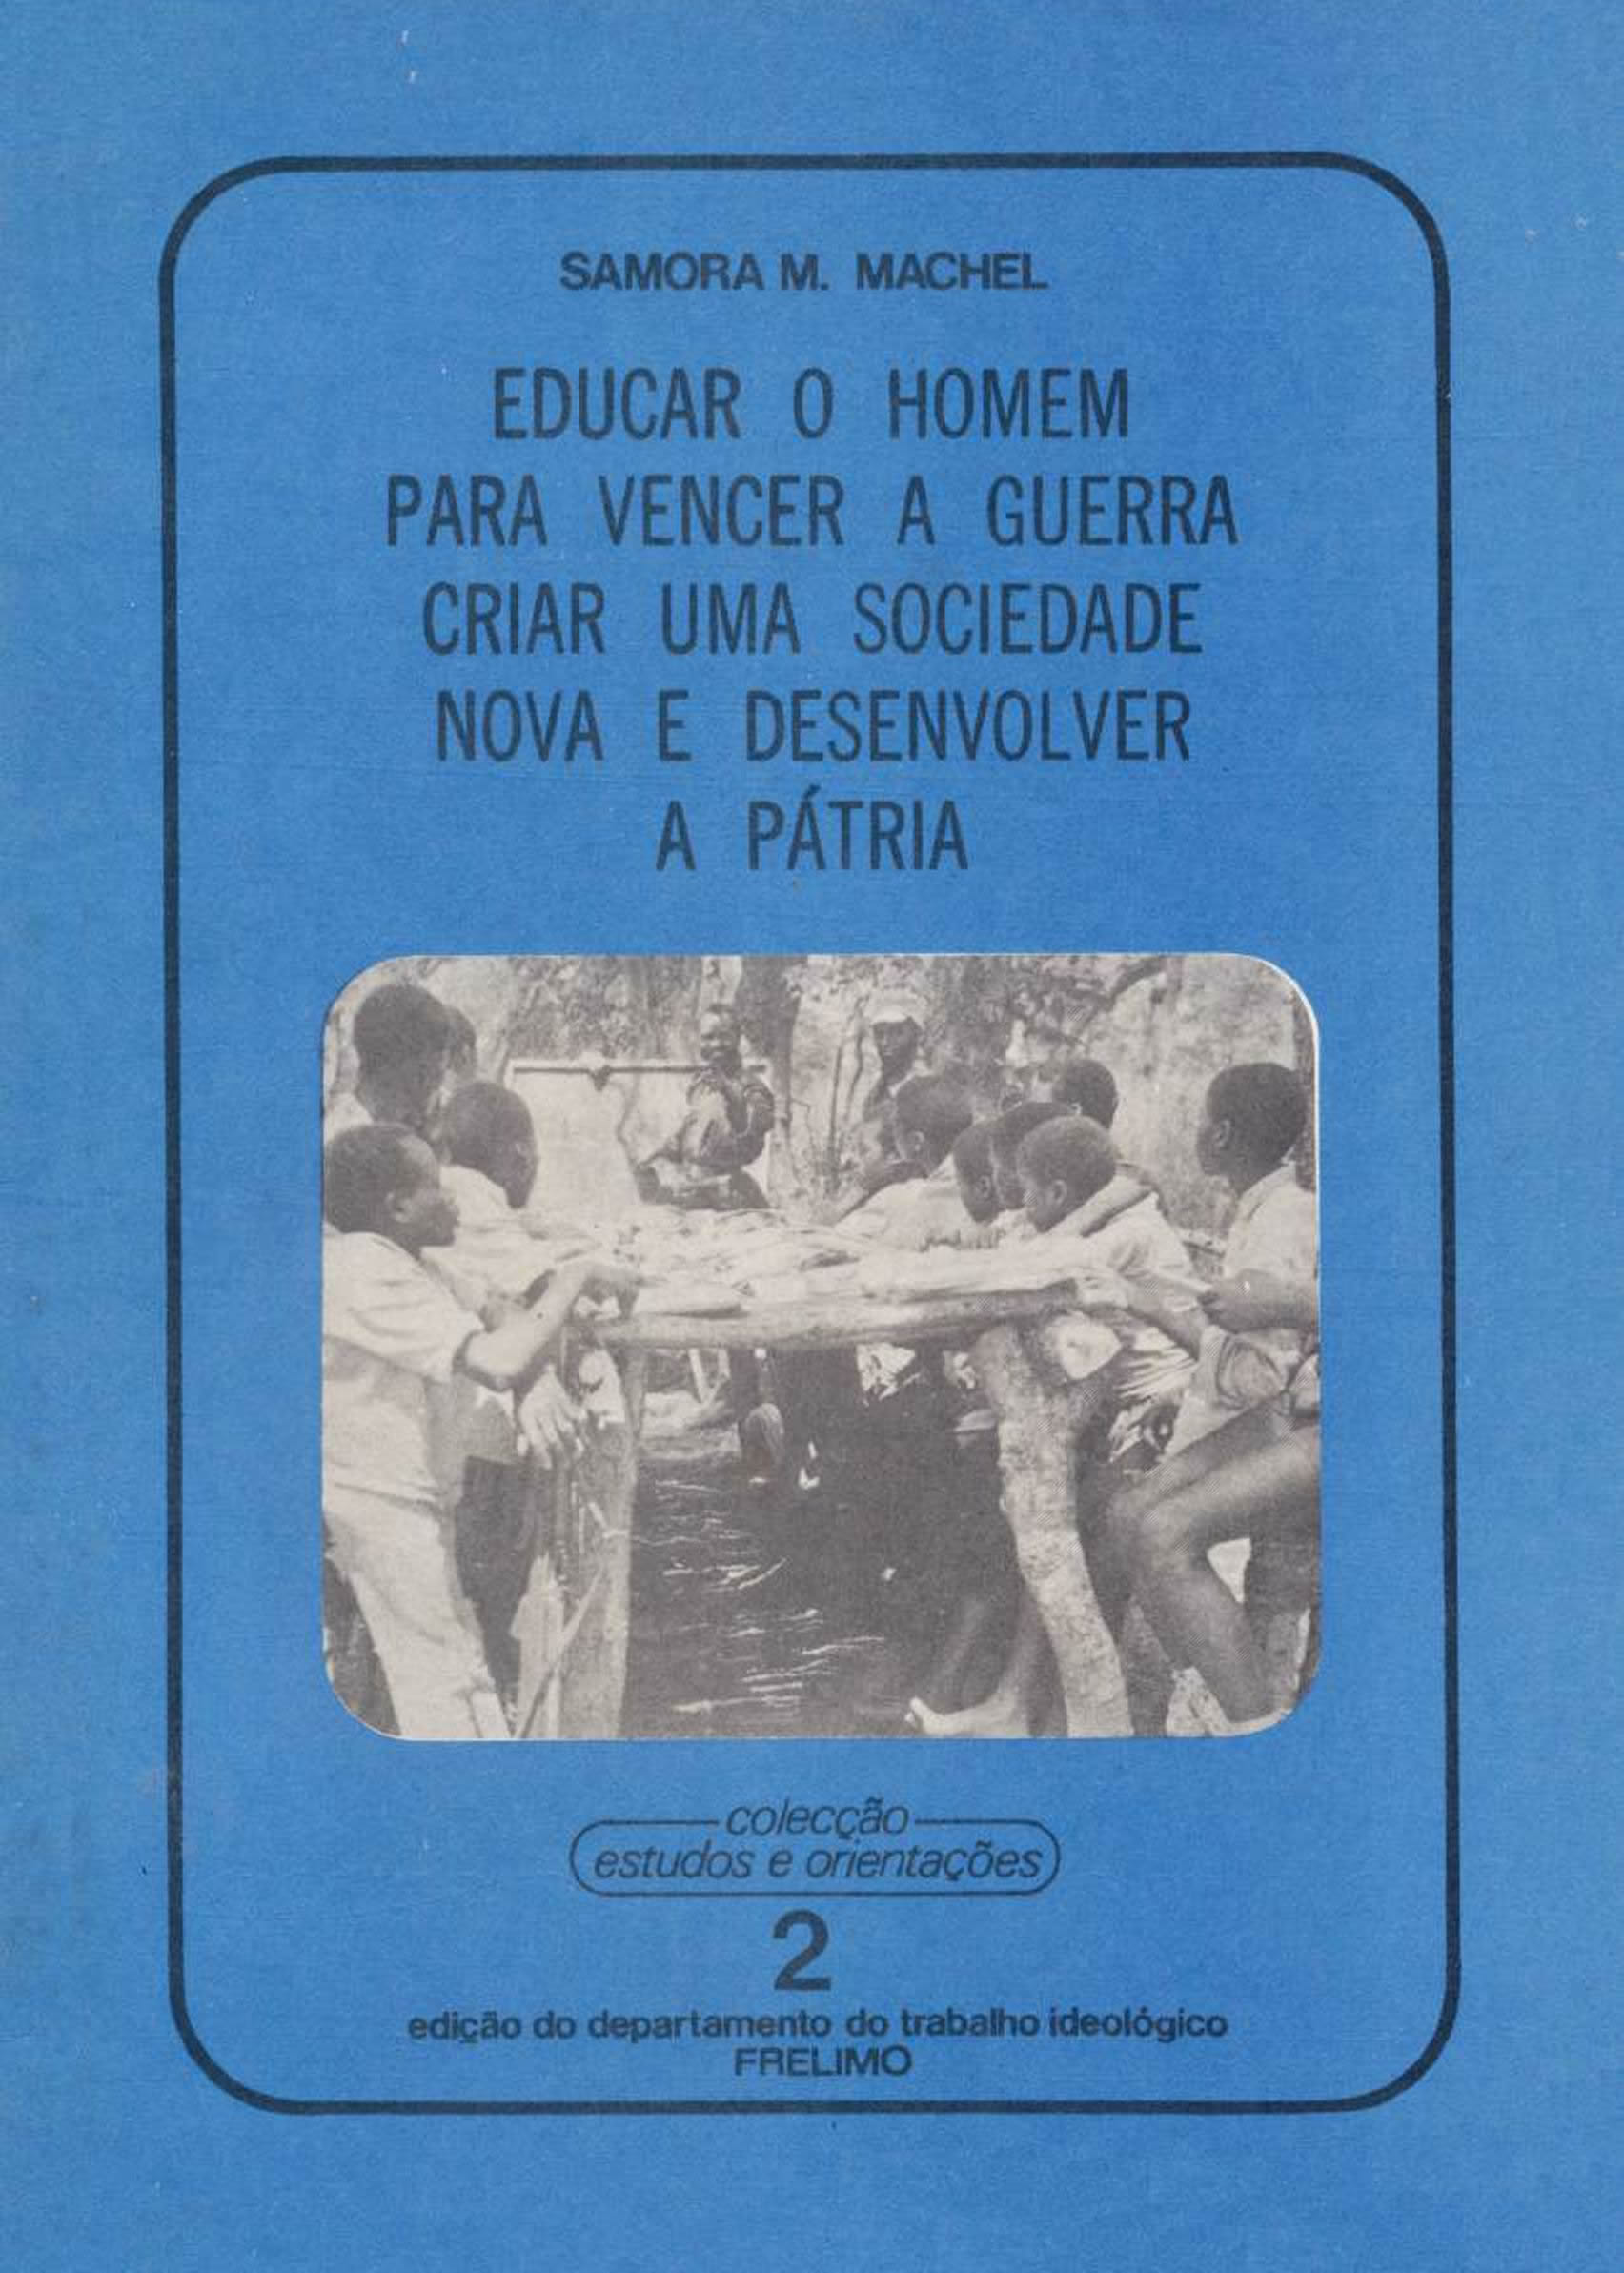 SAMORA M. MACHEL
EDUCAR O HOMEM
PARA VENCER A GUERRA
CRIAR UMA SOCIEDADE
NOVA E DESENVOLVER
A PÁTRIA
colecção
estudos e orientações
2
edição do departamento do trabalho ideológico
FRELIMO